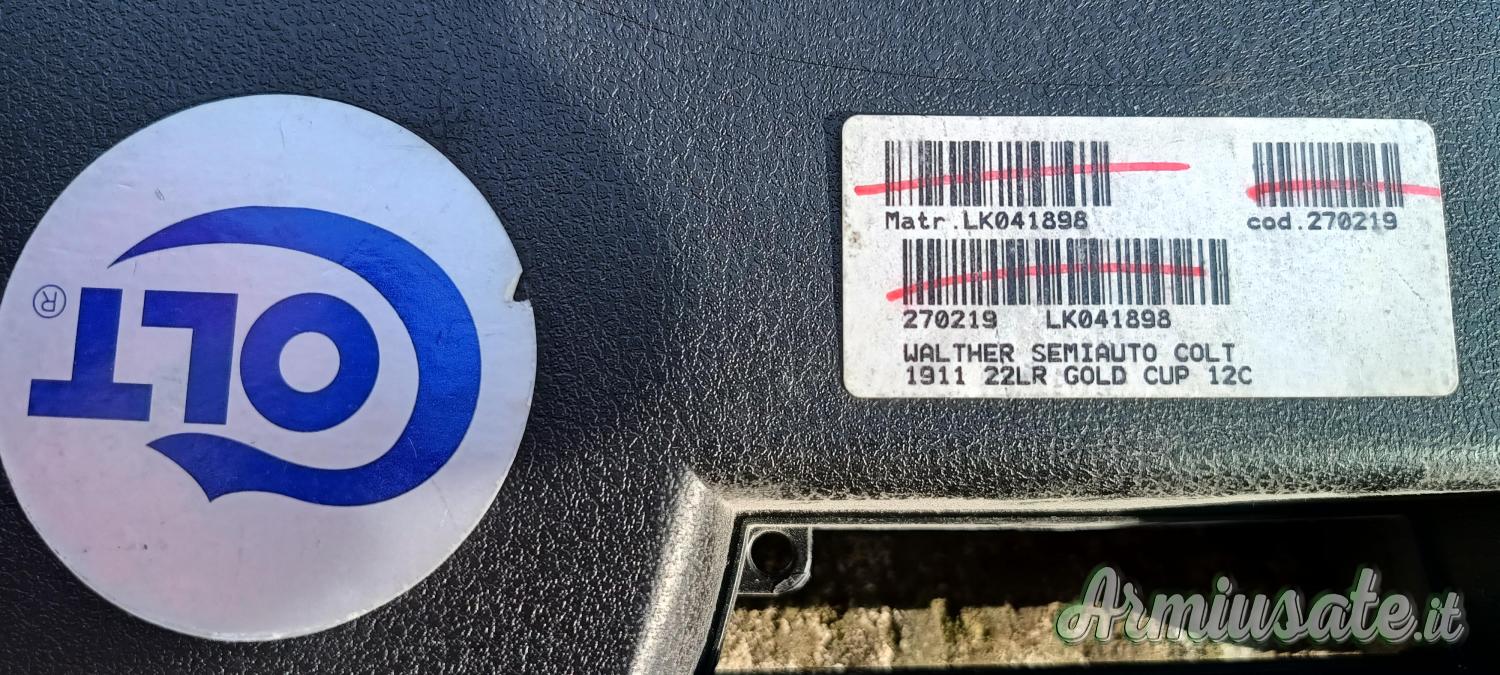 COLT®
Matr.LK041898 cod.270219
270219 LK041898
WALTHER SEMIAUTO COLT
1911 22LR GOLD CUP 12C
Armiusate.it